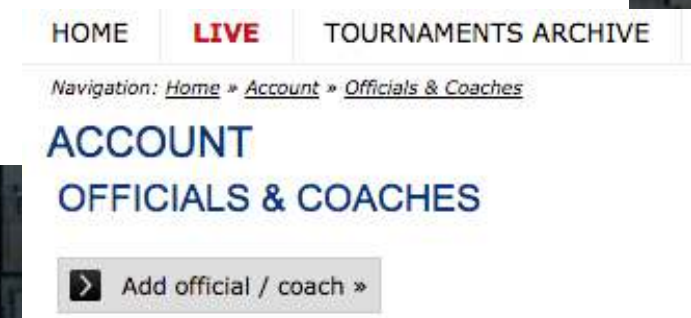 HOME LIVE TOURNAMENTS ARCHIVE
Navigation: Home » Account » Officials & Coaches
ACCOUNT
OFFICIALS & COACHES
Add official / coach »